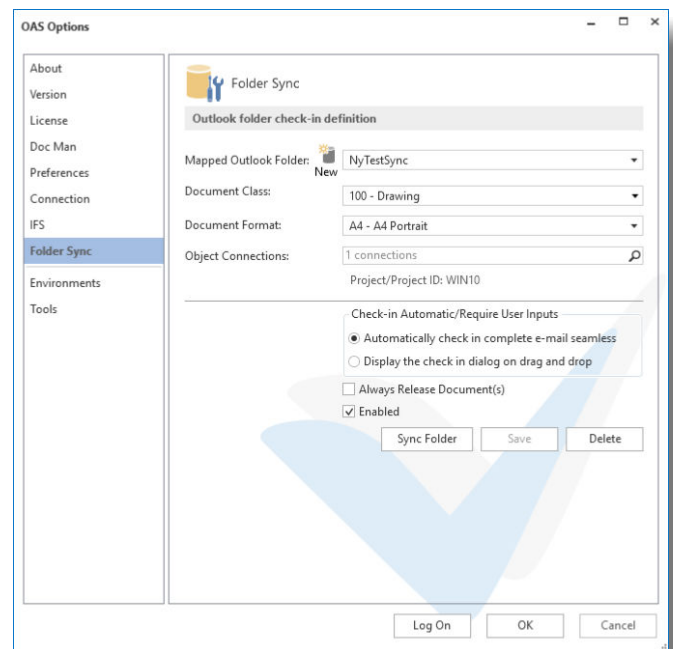 OAS Options
About
Version
License
Doc Man
Preferences
Connection
IFS
Folder Sync
Environments
Tools
Folder Sync
Outlook folder check-in definition
Mapped Outlook Folder: New NyTestSync
Document Class: 100 - Drawing
Document Format: A4 - A4 Portrait
Object Connections: 1 connections
Project/Project ID: WIN10
Check-in Automatic/Require User Inputs
Automatically check in complete e-mail seamless
Display the check in dialog on drag and drop
Always Release Document(s)
Enabled
Sync Folder Save Delete
Log On OK Cancel